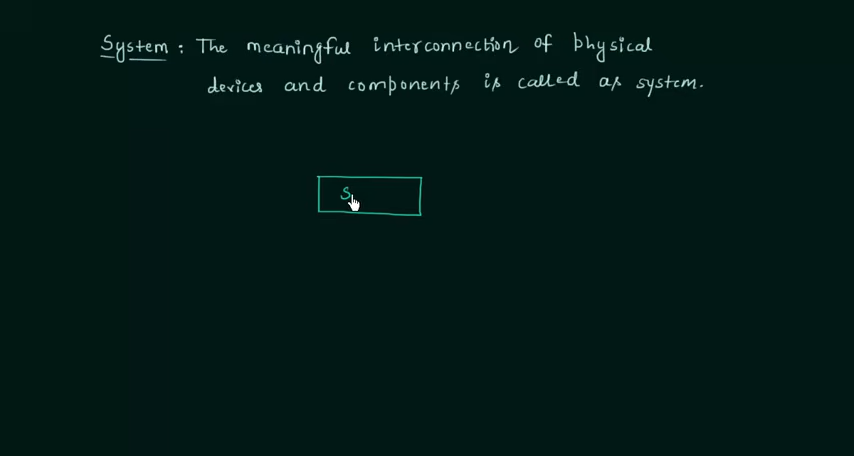 System : The meaningful interconnection of physical
devices and components is called as system.
S